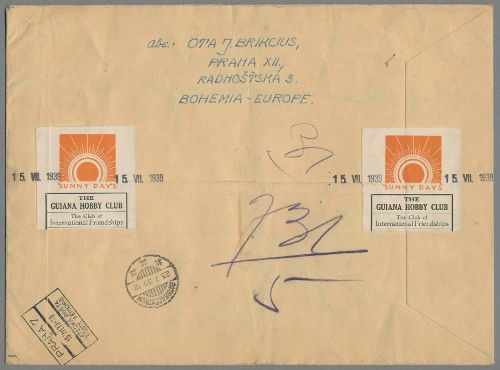 abs.: OTA J. BRIKCIUS,
PRAHA XII.,
RADHOŠŤSKÁ 3.
BOHEMIA-EUROPE.
15. VII. 1939 15. VII. 1939
SUNNY DAYS
THE
GUIANA HOBBY CLUB
The Club of
International Friendships
15. VII. 1939 15. VII. 1939
SUNNY DAYS
THE
GUIANA HOBBY CLUB
The Club of
International Friendships
PRAHA 7